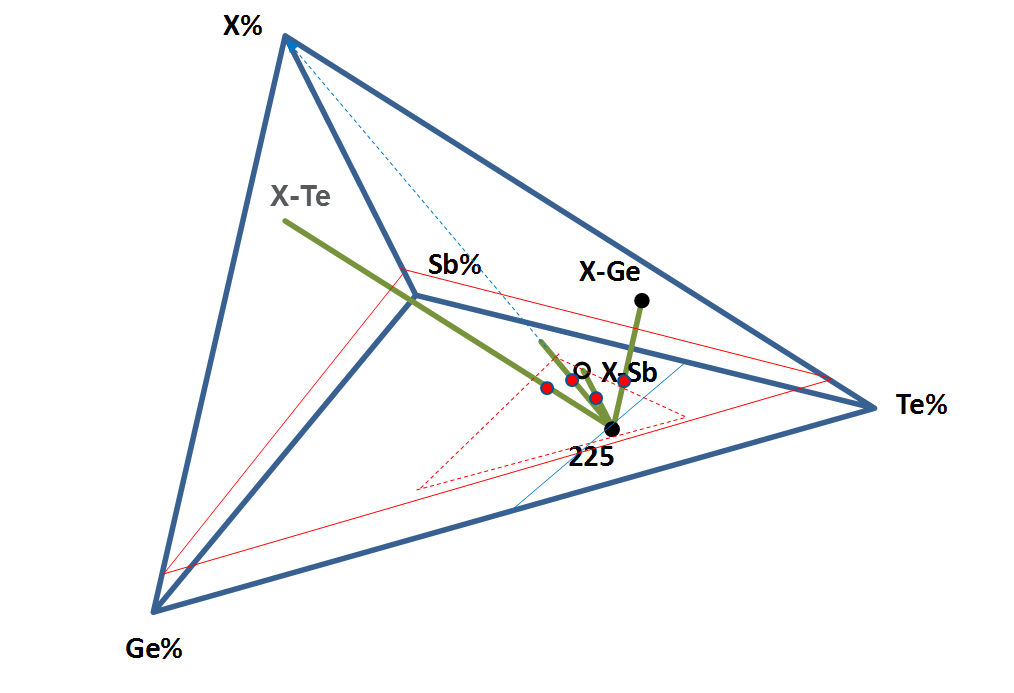 X%
X-Te
Sb%
X-Ge
X-Sb
Te%
225
Ge%